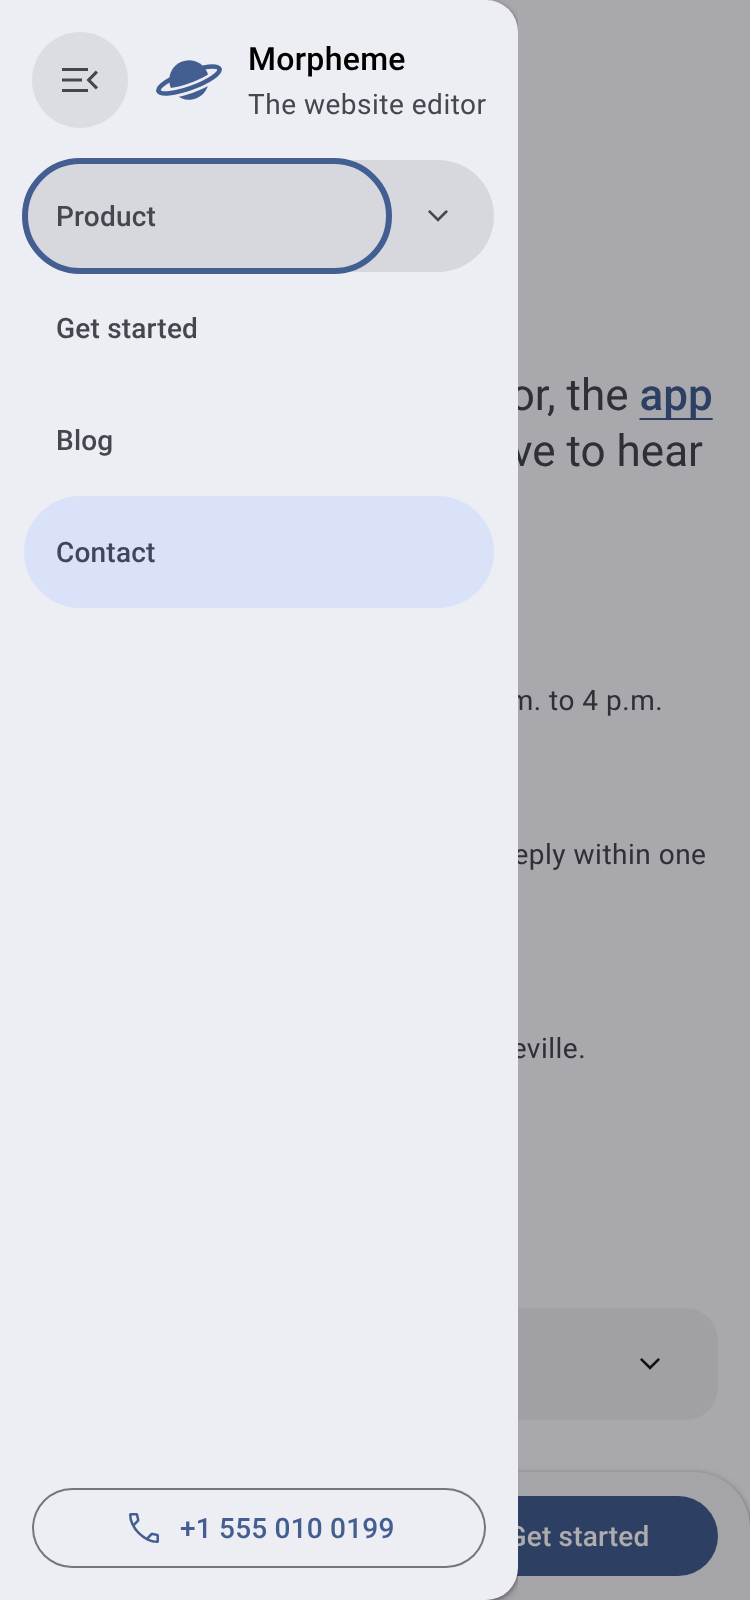 Morpheme
The website editor
Product
Get started
Blog
Contact
+1 555 010 0199
or, the app
ve to hear
m. to 4 p.m.
eply within one
eville.
Get started